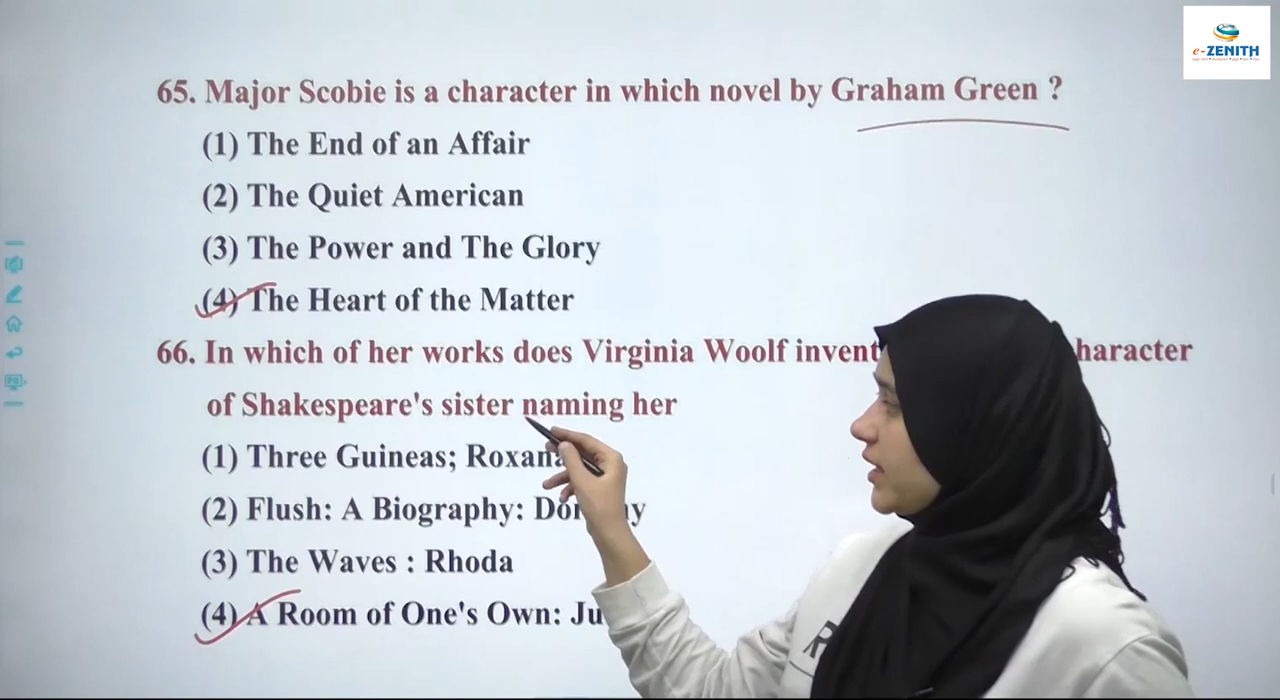 e-ZENITH
65. Major Scobie is a character in which novel by Graham Green ?
(1) The End of an Affair
(2) The Quiet American
(3) The Power and The Glory
(4) The Heart of the Matter
66. In which of her works does Virginia Woolf invent haracter
of Shakespeare's sister naming her
(1) Three Guineas; Roxana
(2) Flush: A Biography:
(3) The Waves : Rhoda
(4) A Room of One's Own: Ju